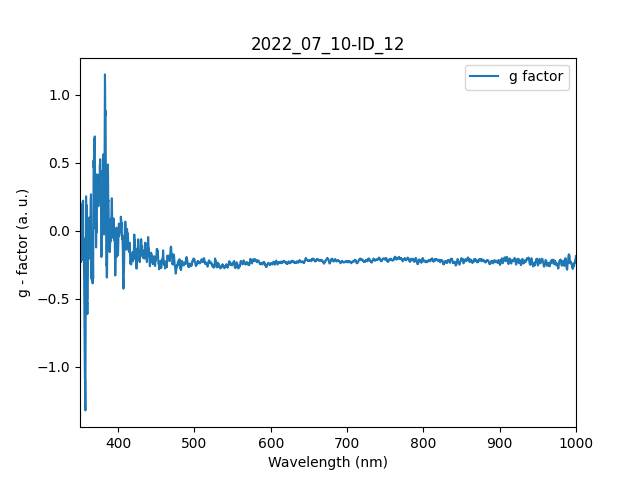 2022_07_10-ID_12
g factor
g - factor (a. u.)
1.0
0.5
0.0
−0.5
−1.0
400 500 600 700 800 900 1000
Wavelength (nm)